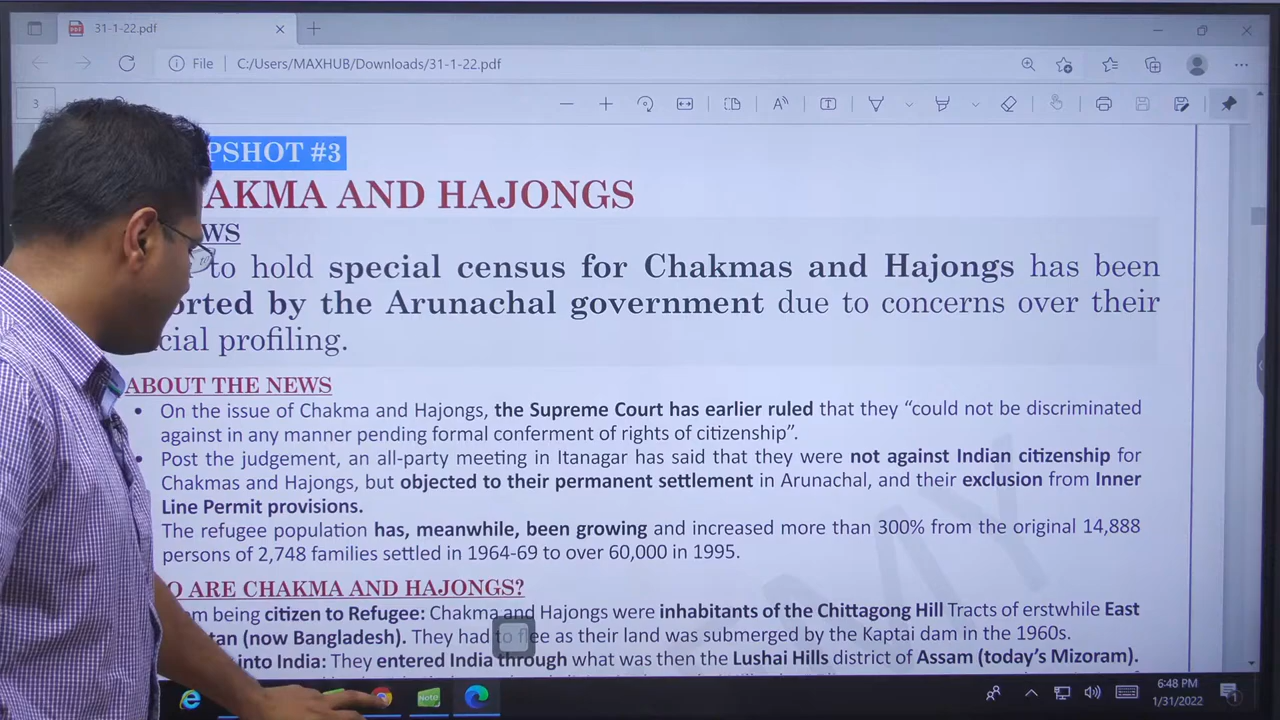 31-1-22.pdf
File C:/Users/MAXHUB/Downloads/31-1-22.pdf
3
PSHOT #3
AKMA AND HAJONGS
WS
to hold special census for Chakmas and Hajongs has been
orted by the Arunachal government due to concerns over their
cial profiling.
ABOUT THE NEWS
• On the issue of Chakma and Hajongs, the Supreme Court has earlier ruled that they “could not be discriminated
against in any manner pending formal conferment of rights of citizenship”.
• Post the judgement, an all-party meeting in Itanagar has said that they were not against Indian citizenship for
Chakmas and Hajongs, but objected to their permanent settlement in Arunachal, and their exclusion from Inner
Line Permit provisions.
The refugee population has, meanwhile, been growing and increased more than 300% from the original 14,888
persons of 2,748 families settled in 1964-69 to over 60,000 in 1995.
O ARE CHAKMA AND HAJONGS?
m being citizen to Refugee: Chakma and Hajongs were inhabitants of the Chittagong Hill Tracts of erstwhile East
tan (now Bangladesh). They had to flee as their land was submerged by the Kaptai dam in the 1960s.
into India: They entered India through what was then the Lushai Hills district of Assam (today’s Mizoram).
Note
6:48 PM
1/31/2022